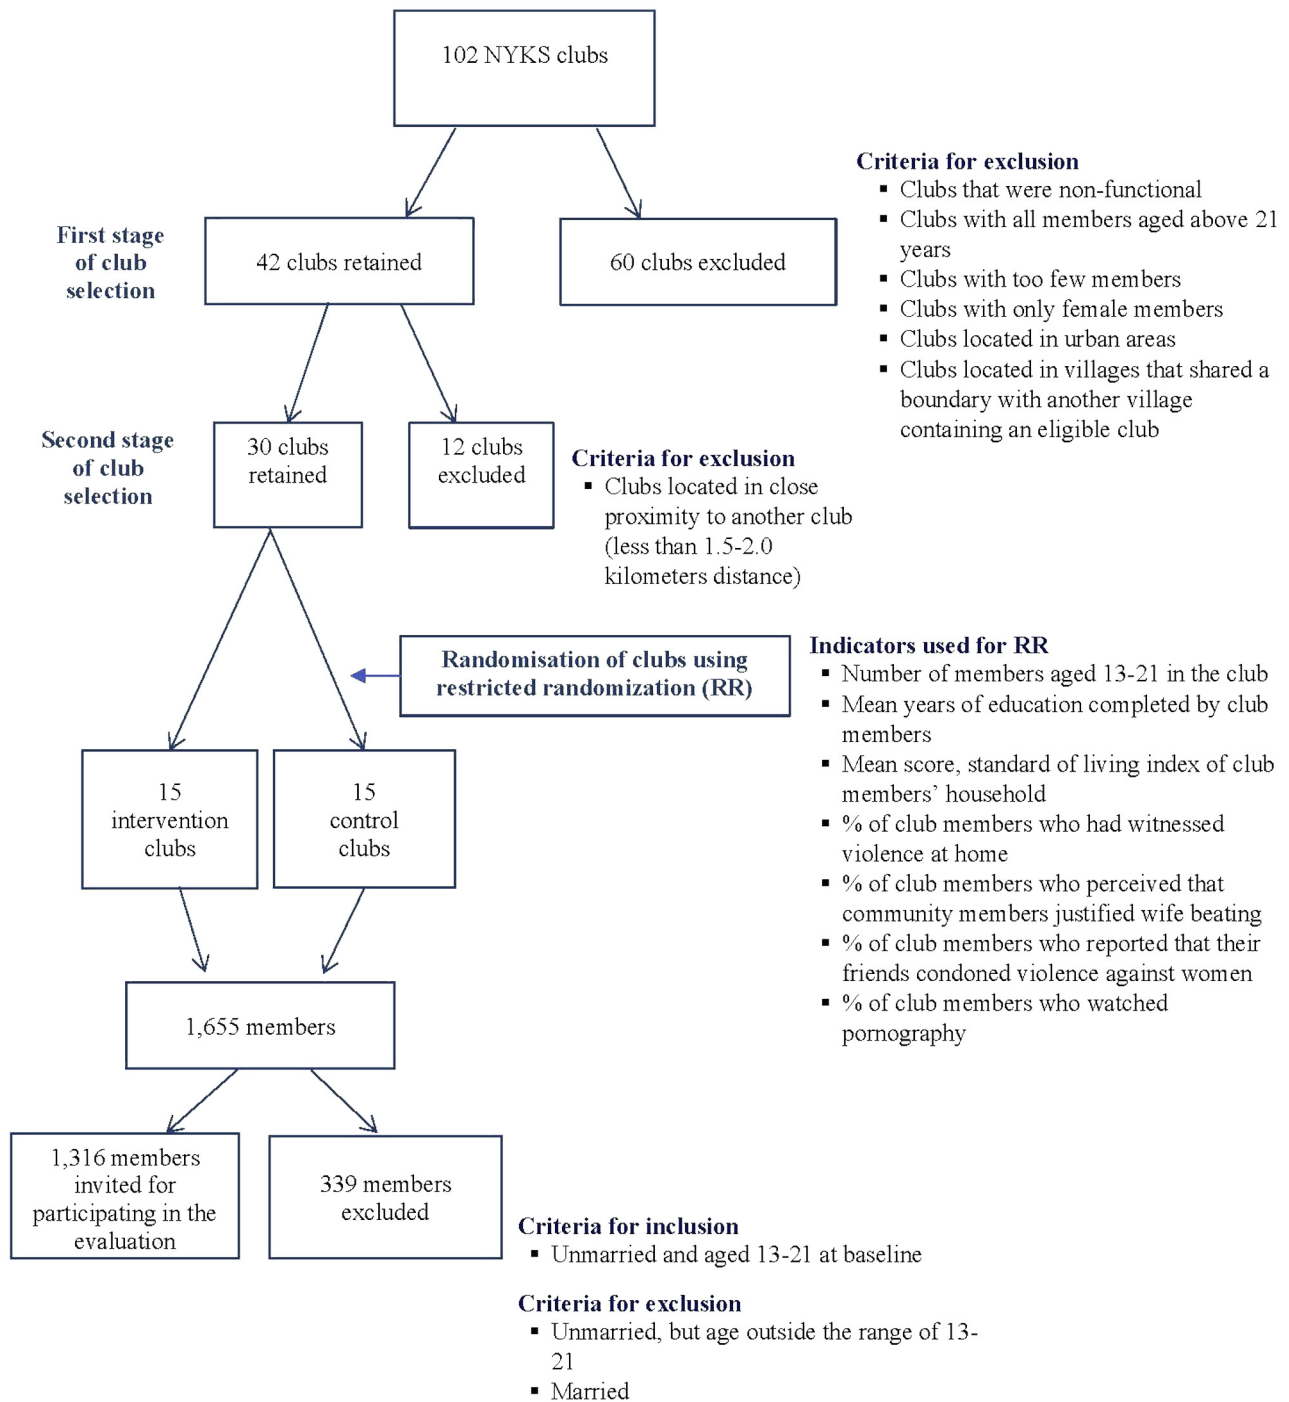 102 NYKS clubs
Criteria for exclusion
▪ Clubs that were non-functional
▪ Clubs with all members aged above 21
years
▪ Clubs with too few members
▪ Clubs with only female members
▪ Clubs located in urban areas
▪ Clubs located in villages that shared a
boundary with another village
containing an eligible club
First stage
of club
selection
42 clubs retained
60 clubs excluded
Second stage
of club
selection
30 clubs
retained
12 clubs
excluded
Criteria for exclusion
▪ Clubs located in close
proximity to another club
(less than 1.5-2.0
kilometers distance)
Randomisation of clubs using
restricted randomization (RR)
Indicators used for RR
▪ Number of members aged 13-21 in the club
▪ Mean years of education completed by club
members
▪ Mean score, standard of living index of club
members’ household
▪ % of club members who had witnessed
violence at home
▪ % of club members who perceived that
community members justified wife beating
▪ % of club members who reported that their
friends condoned violence against women
▪ % of club members who watched
pornography
15
intervention
clubs
15
control
clubs
1,655 members
1,316 members
invited for
participating in the
evaluation
339 members
excluded
Criteria for inclusion
▪ Unmarried and aged 13-21 at baseline
Criteria for exclusion
▪ Unmarried, but age outside the range of 13-
21
▪ Married